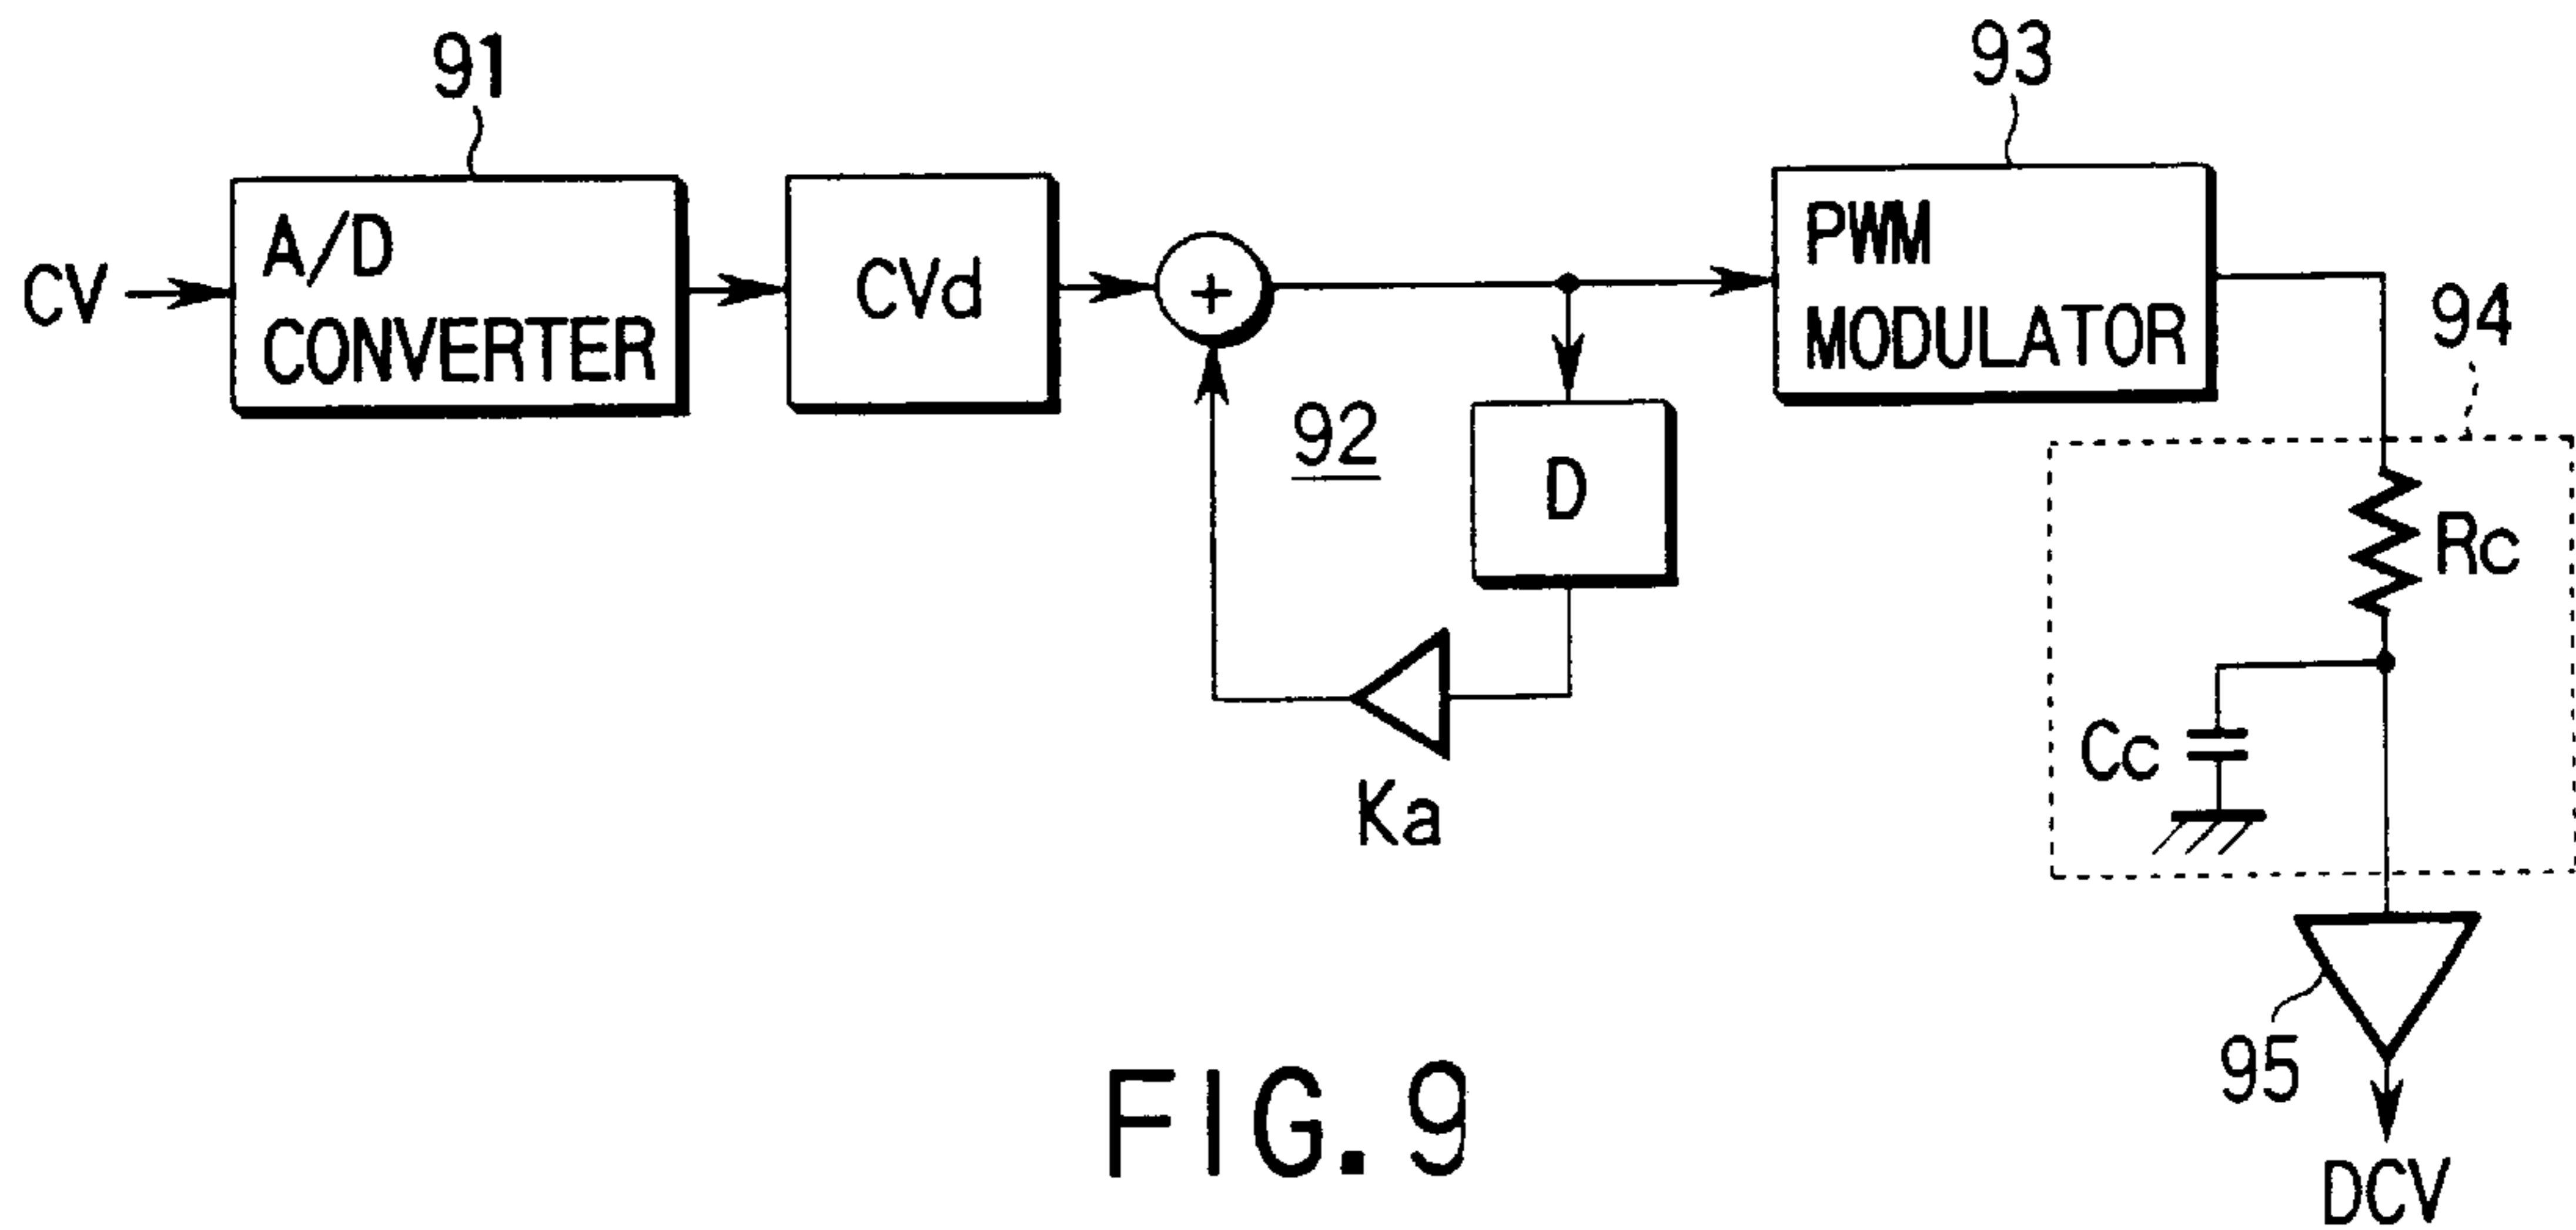 91
93
CV
A/D
CONVERTER
CVd
+
PWM
MODULATOR
94
92
D
Rc
Cc
Ka
95
FIG. 9
DCV